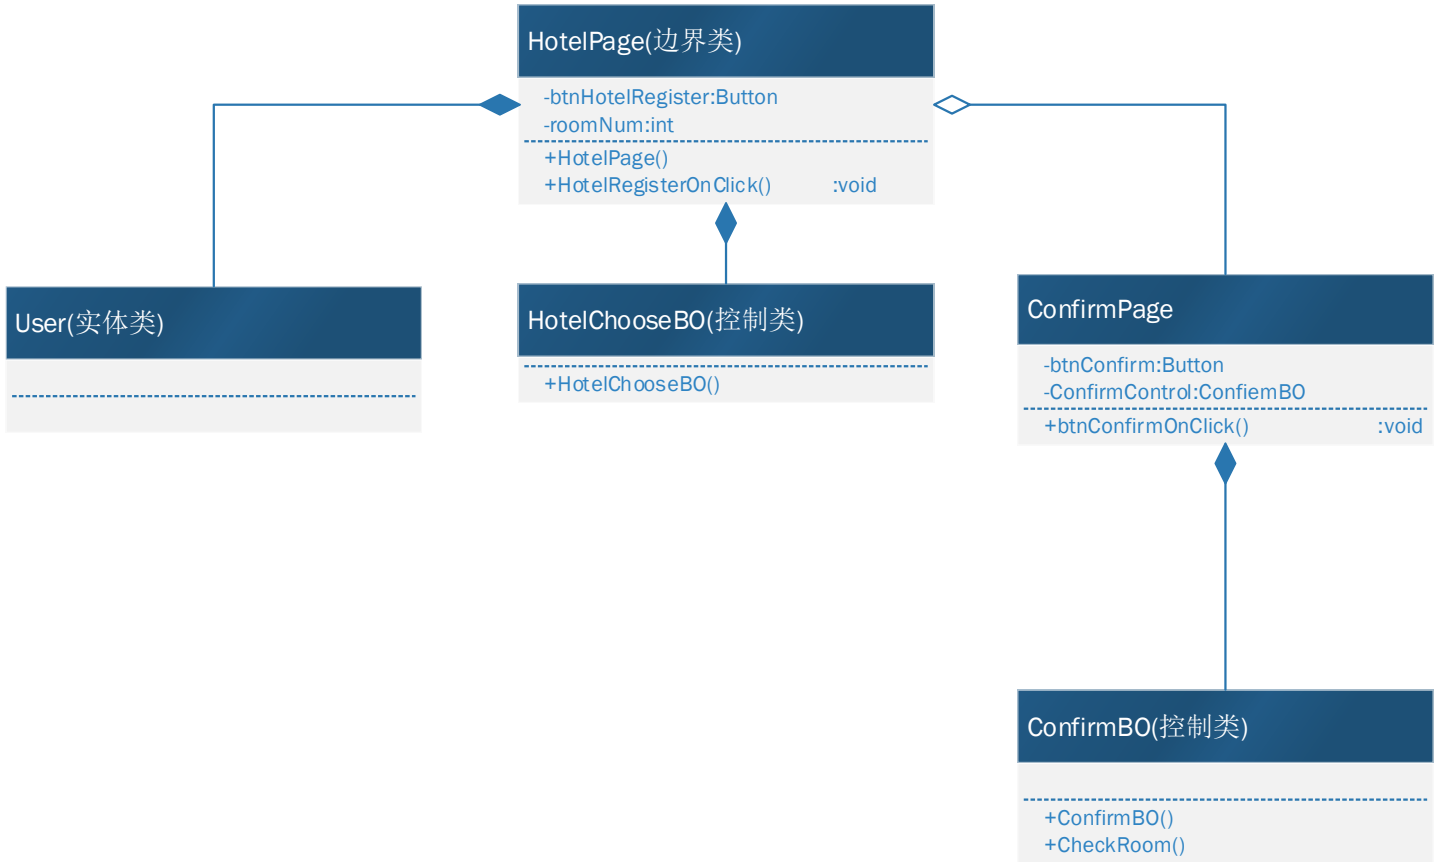 HotelPage(边界类)
-btnHotelRegister:Button
-roomNum:int
+HotelPage()
+HotelRegisterOnClick() :void
User(实体类)
HotelChooseBO(控制类)
+HotelChooseBO()
ConfirmPage
-btnConfirm:Button
-ConfirmControl:ConfiemBO
+btnConfirmOnClick() :void
ConfirmBO(控制类)
+ConfirmBO()
+CheckRoom()